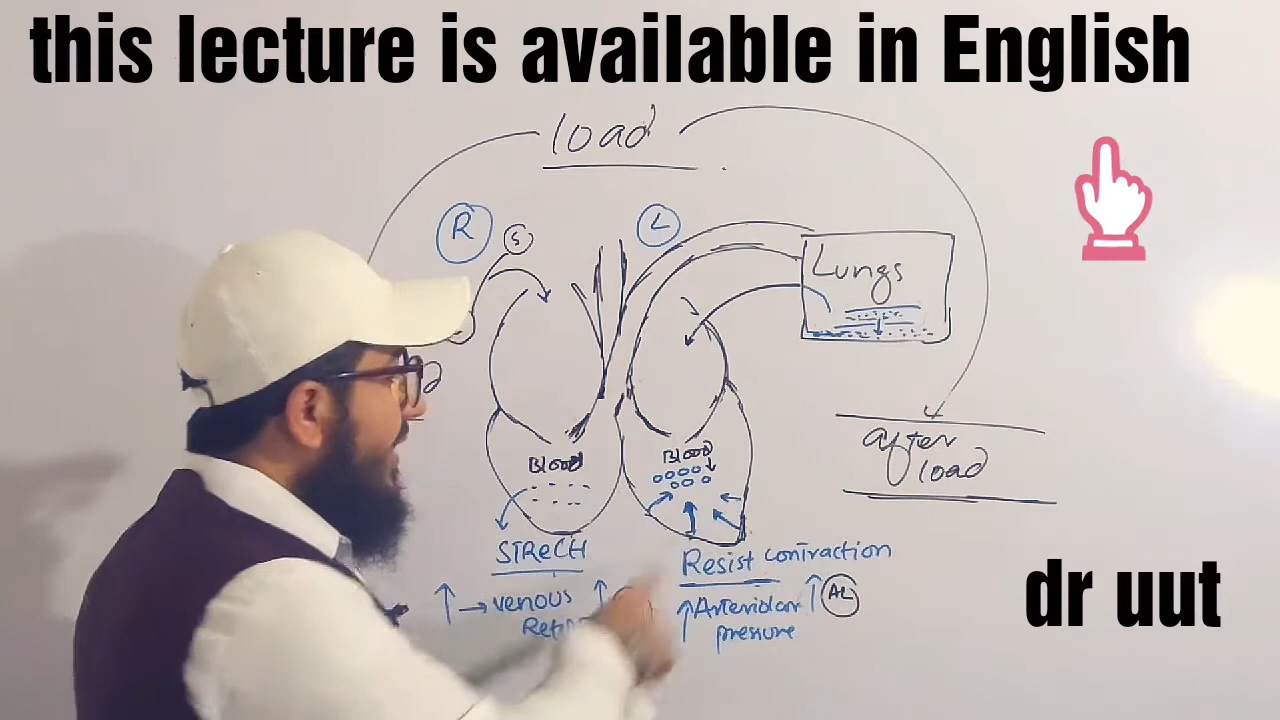 this lecture is available in English
load
R
S
L
Lungs
Blood
Blood
after
load
STReCH
Resist contraction
↑ → venous ↑
↑ Arteriolar ↑ AL
pressure
dr uut